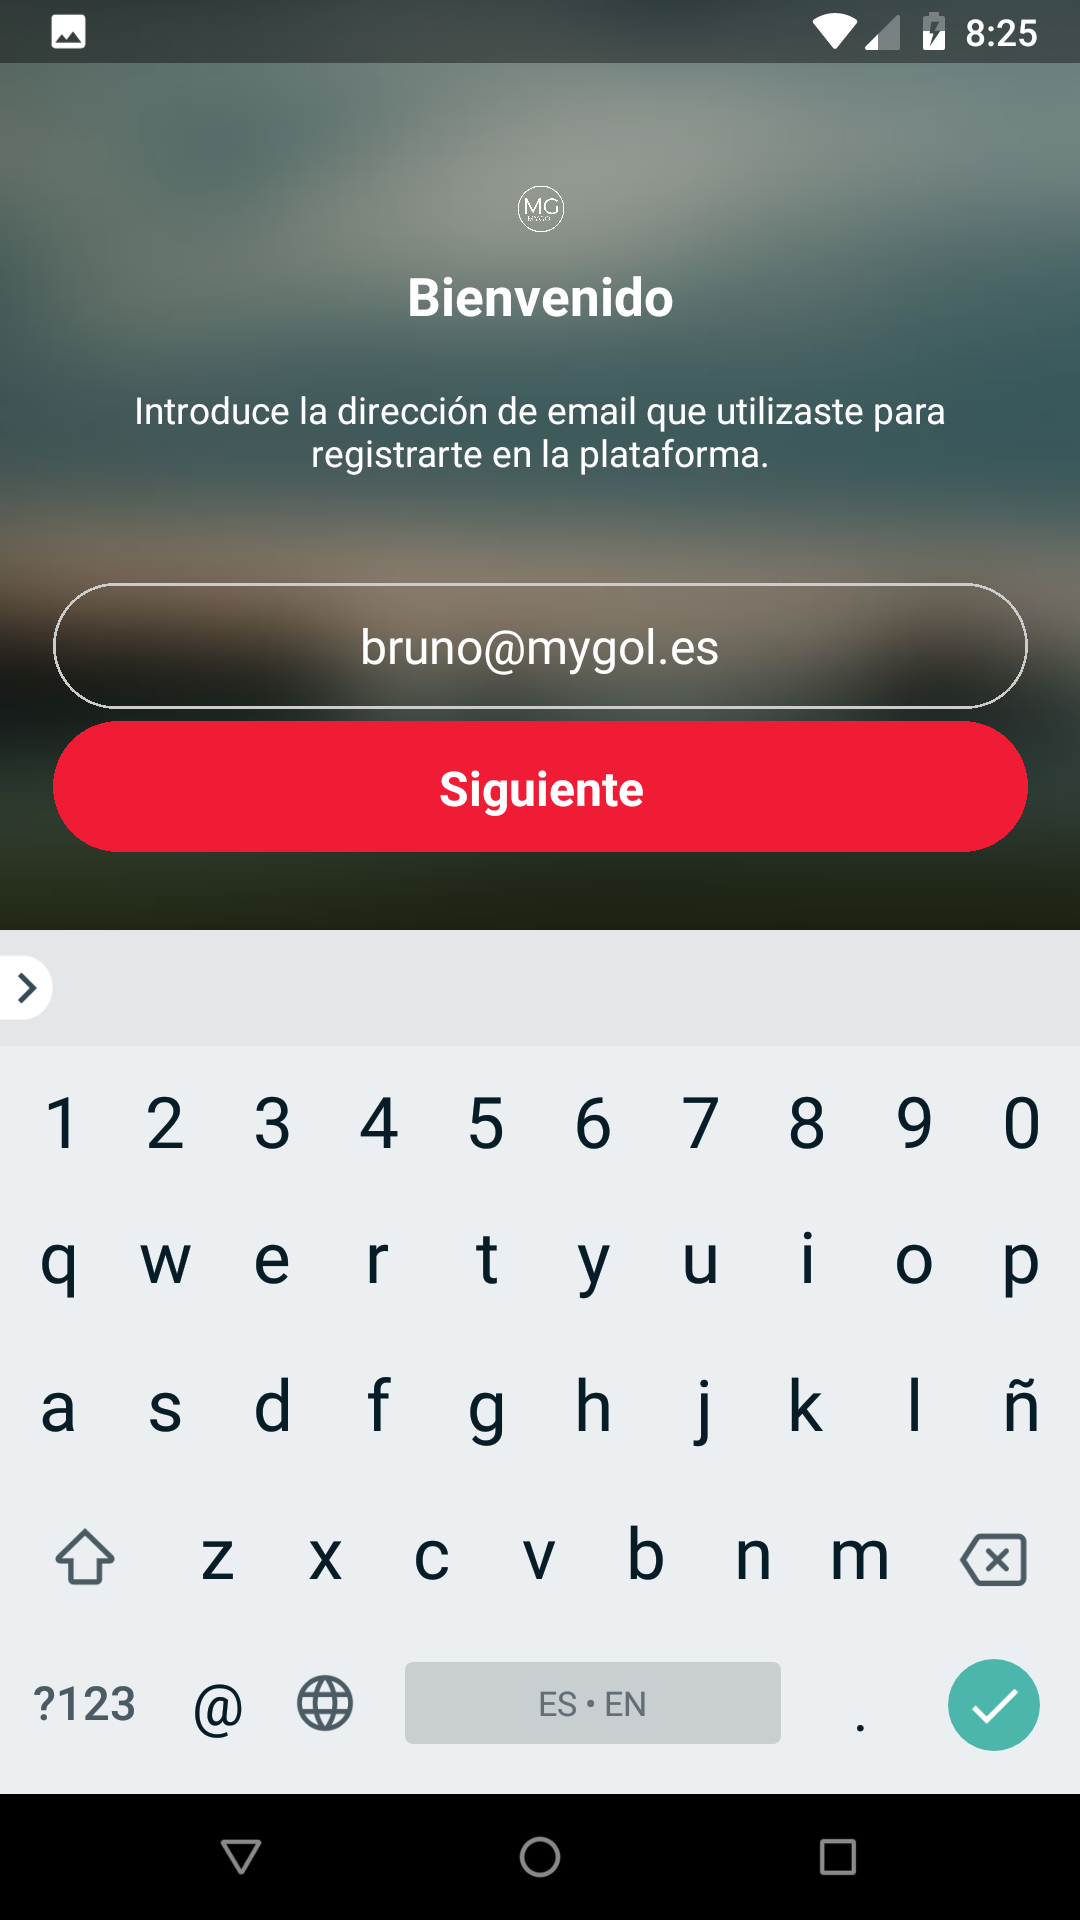 8:25
MG
MYGOL
Bienvenido
Introduce la dirección de email que utilizaste para
registrarte en la plataforma.
bruno@mygol.es
Siguiente
1 2 3 4 5 6 7 8 9 0
q w e r t y u i o p
a s d f g h j k l ñ
z x c v b n m
?123 @ ES • EN .